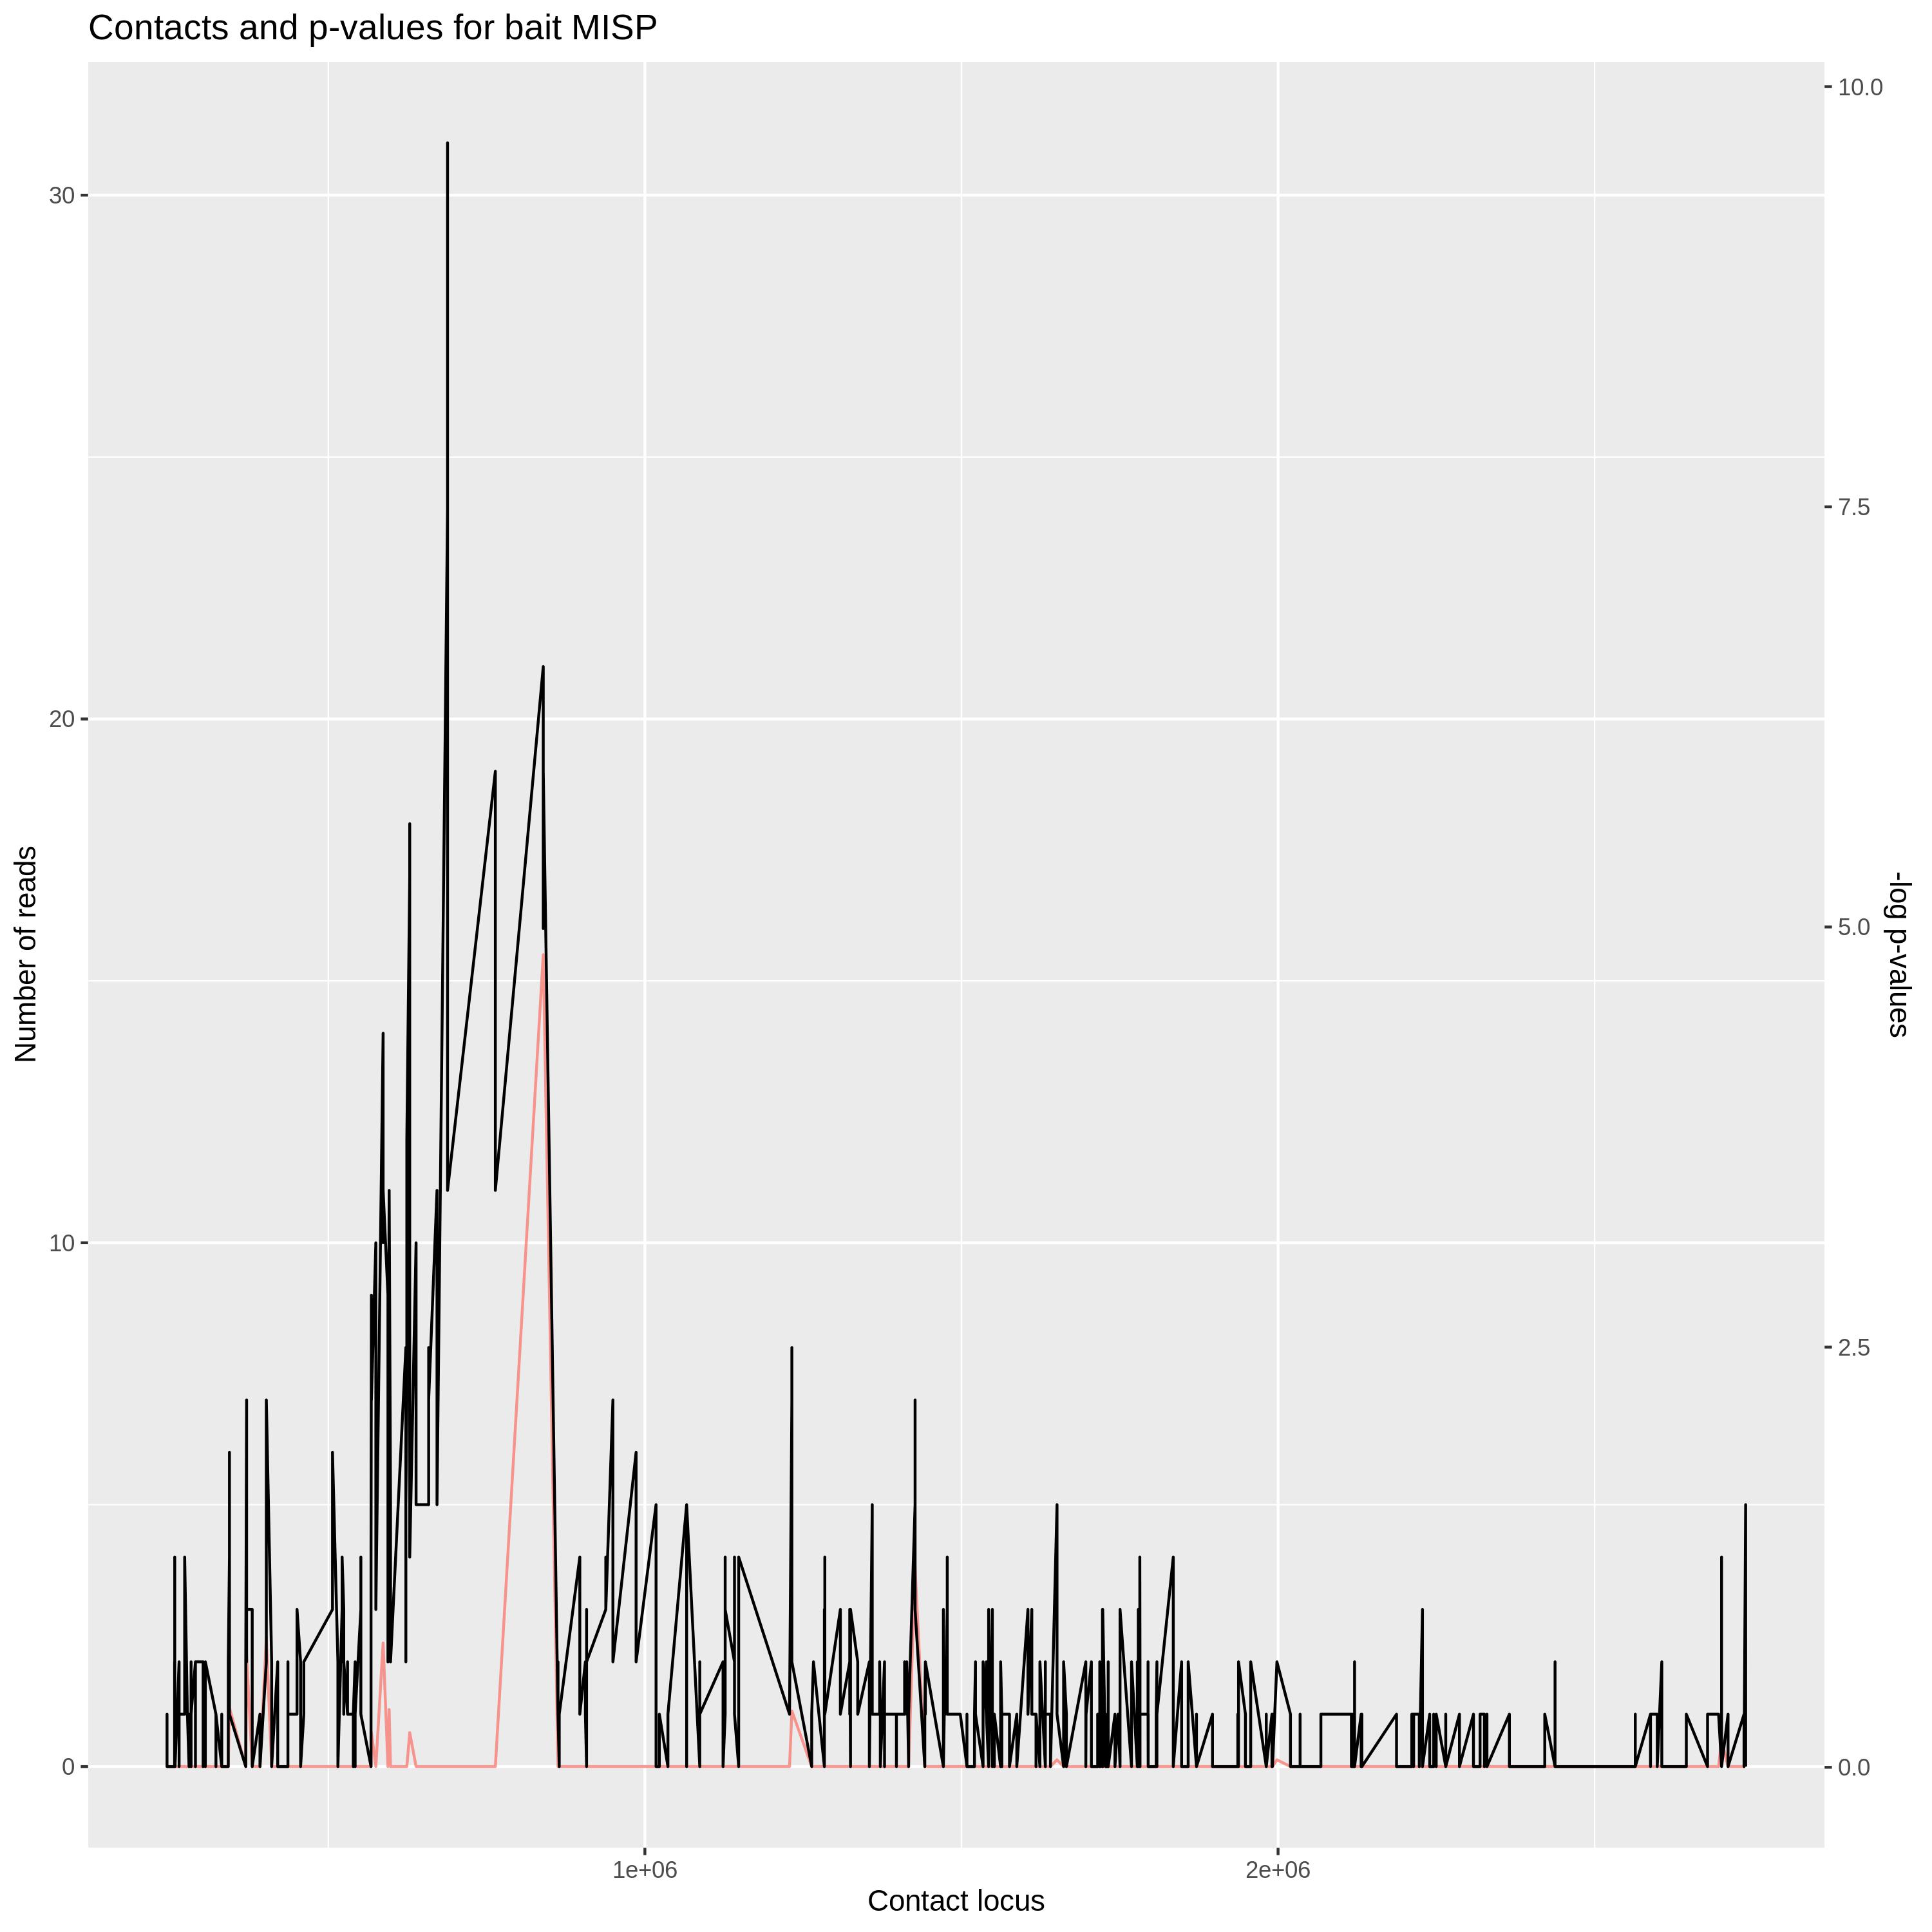 Contacts and p-values for bait MISP
30
20
10
0
Number of reads
10.0
7.5
5.0
2.5
0.0
-log p-values
1e+06
2e+06
Contact locus